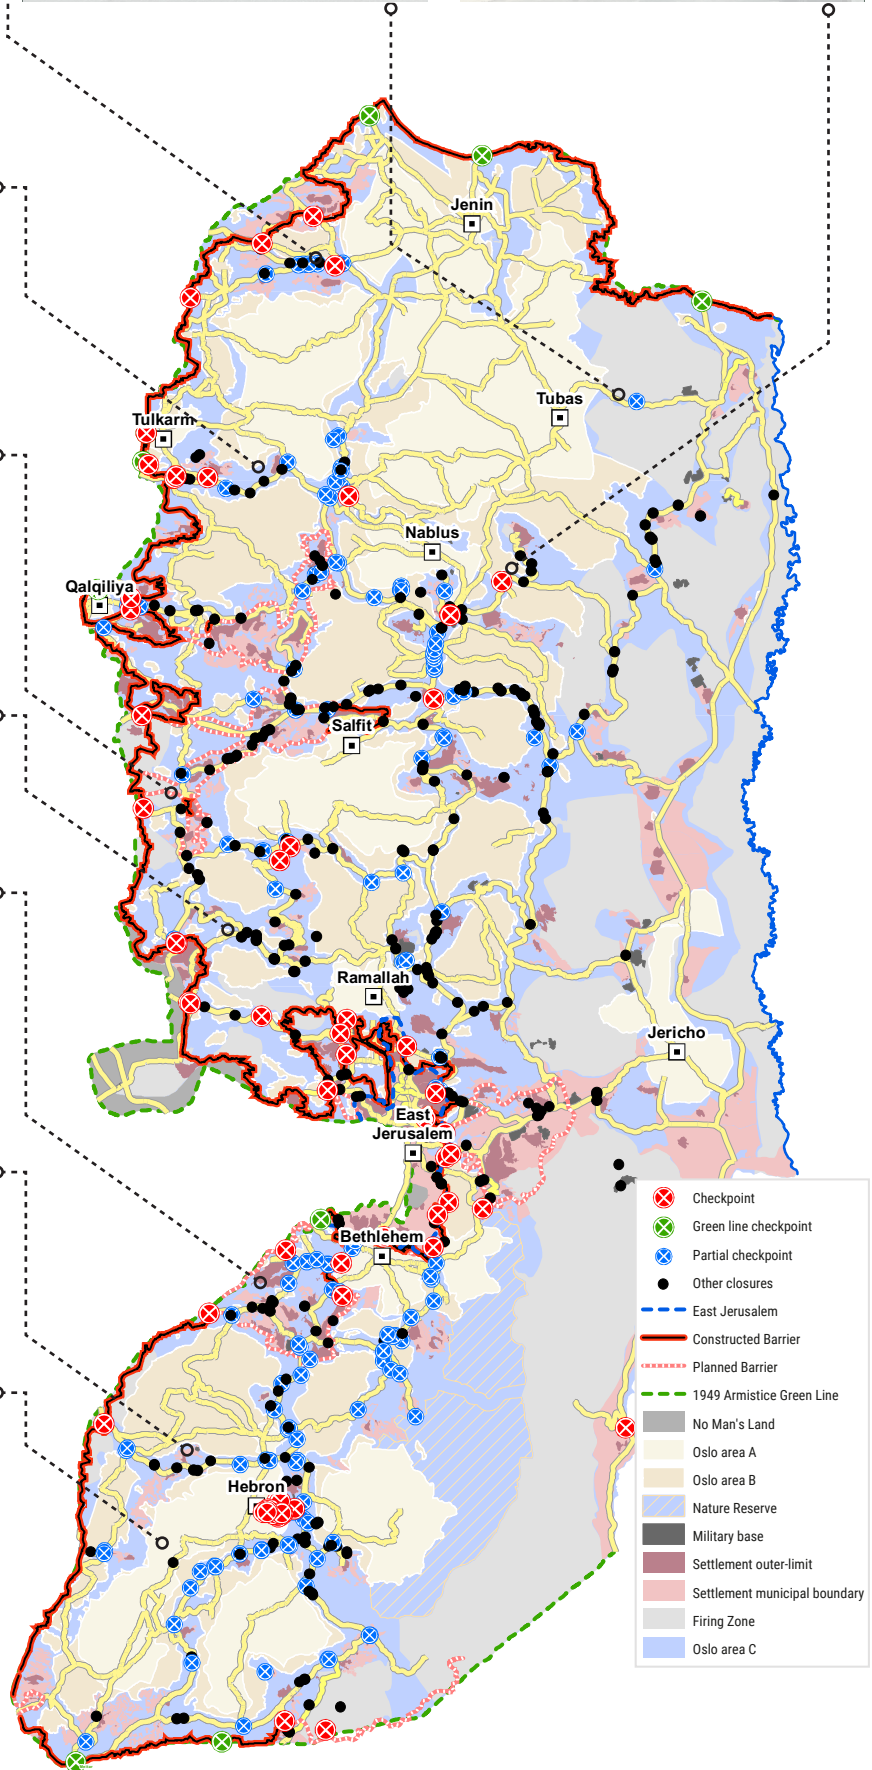 Jenin
Tubas
Tulkarm
Nablus
Qalqiliya
Salfit
Ramallah
Jericho
East
Jerusalem
Bethlehem
Hebron
Checkpoint
Green line checkpoint
Partial checkpoint
Other closures
East Jerusalem
Constructed Barrier
Planned Barrier
1949 Armistice Green Line
No Man's Land
Oslo area A
Oslo area B
Nature Reserve
Military base
Settlement outer-limit
Settlement municipal boundary
Firing Zone
Oslo area C